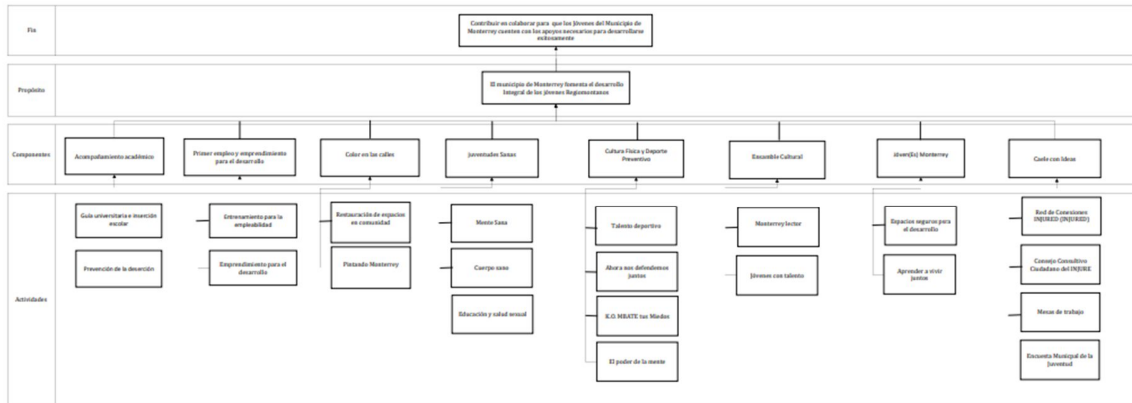 Fin
Contribuir en colaborar para que los Jóvenes del Municipio de
Monterrey cuenten con los apoyos necesarios para desarrollarse
exitosamente
Propósito
El municipio de Monterrey fomenta el desarrollo
Integral de los jóvenes Regiomontanos
Componentes
Acompañamiento académico
Primer empleo y emprendimiento
para el desarrollo
Color en las calles
Juventudes Sanas
Cultura Física y Deporte
Preventivo
Ensamble Cultural
Jóven(Es) Monterrey
Caele con Ideas
Actividades
Guía universitaria e inserción
escolar
Prevención de la deserción
Entrenamiento para la
empleabilidad
Emprendimiento para el
desarrollo
Restauración de espacios
en comunidad
Pintando Monterrey
Mente Sana
Cuerpo sano
Educación y salud sexual
Talento deportivo
Ahora nos defendemos
juntos
K.O. MBATE tus Miedos
El poder de la mente
Monterrey lector
Jóvenes con talento
Espacios seguros para
el desarrollo
Aprender a vivir
juntos
Red de Conexiones
INJURED (INJURED)
Consejo Consultivo
Ciudadano del INJURE
Mesas de trabajo
Encuesta Municpal de la
Juventud